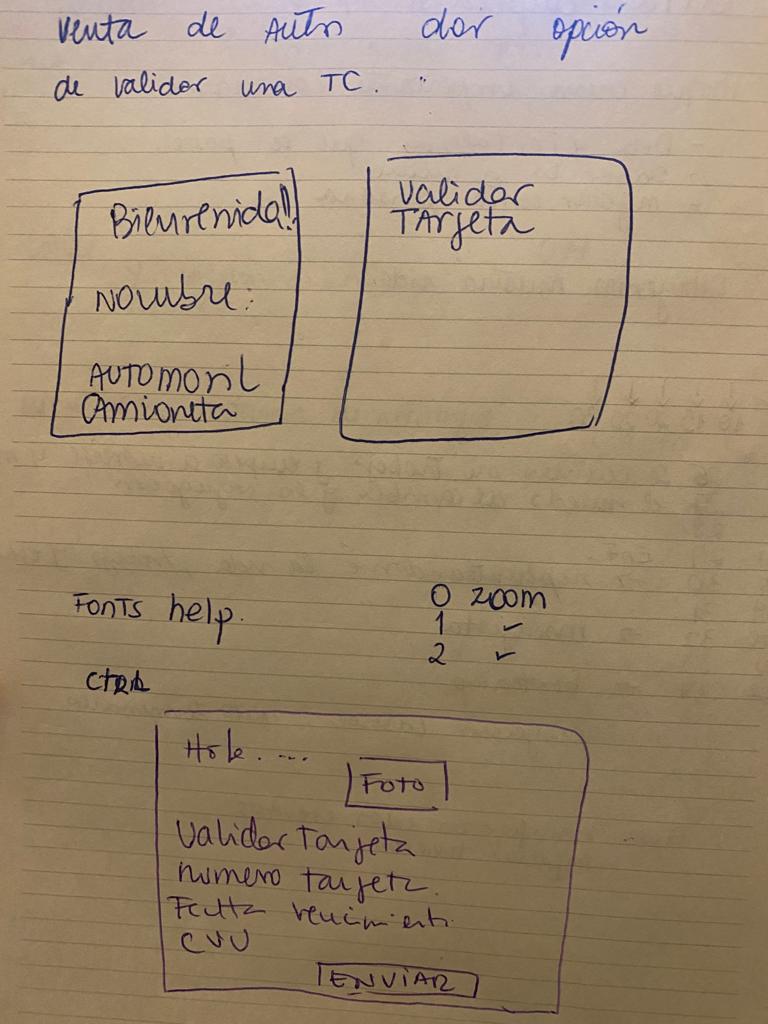 venta de AUTO dar opción
de validar una TC.
Bienvenida!!
Nombre:
AUTOMOVIL
CAmioneta
Validar
TArjeta
FONTS help.
0 zoom
1 ✓
2 ✓
Hola. ....
FOTO
Validar Tarjeta
numero tarjeta.
Fecha vencimiento
CVV
ENVIAR